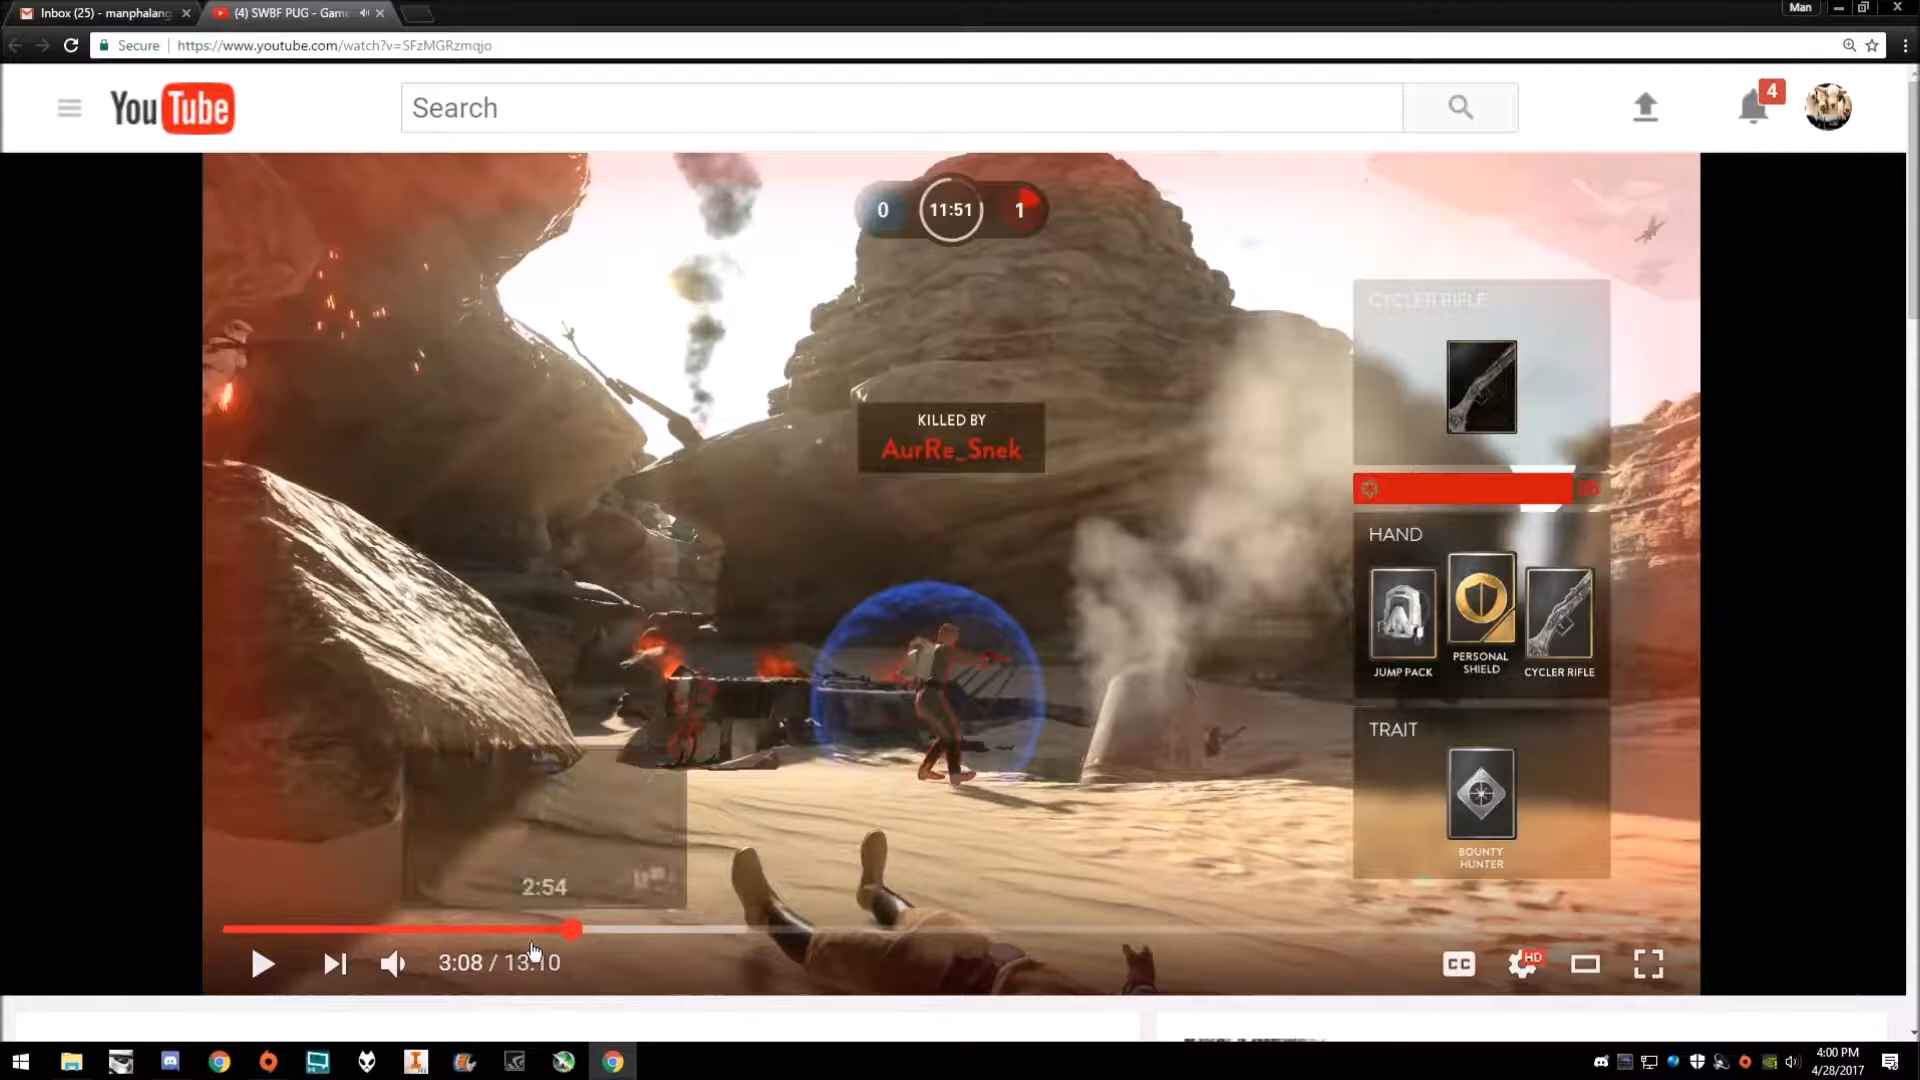 Inbox (25) - manphalang
(4) SWBF PUG - Game
Man
Secure
https://www.youtube.com/watch?v=SFzMGRzmqjo
YouTube
Search
4
0
11:51
1
CYCLER RIFLE
KILLED BY
AurRe_Snek
HAND
JUMP PACK
PERSONAL
SHIELD
CYCLER RIFLE
TRAIT
BOUNTY
HUNTER
2:54
3:08 / 13:10
CC
HD
4:00 PM
4/28/2017